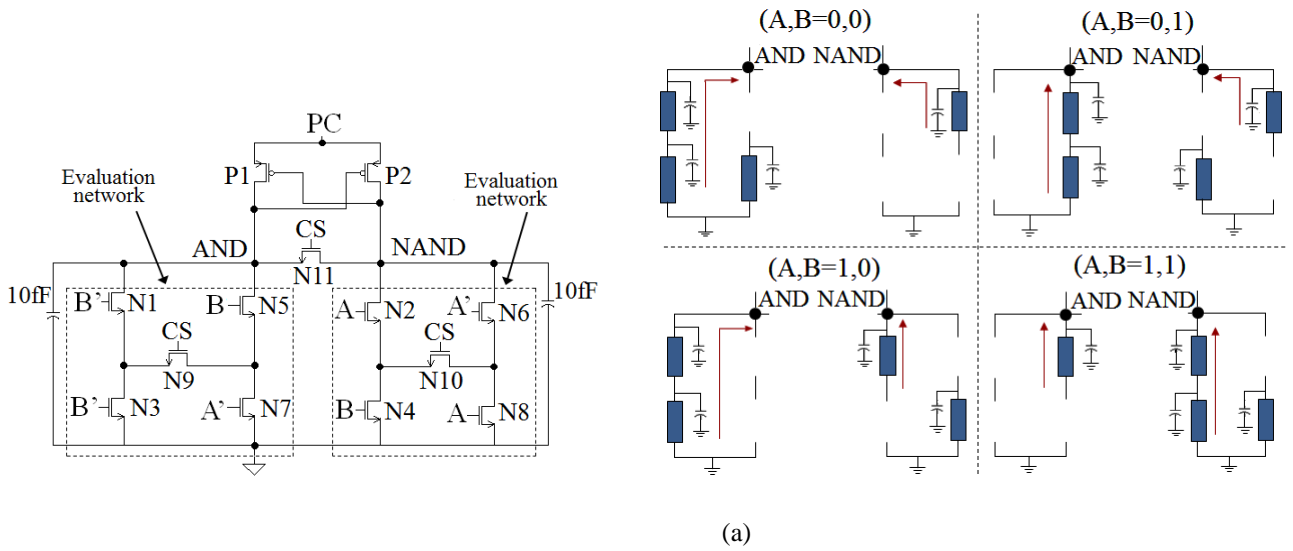 PC
P1
P2
Evaluation
network
Evaluation
network
CS
AND
NAND
N11
10fF
10fF
B'
N1
B
N5
A
N2
A'
N6
CS
N9
CS
N10
B'
N3
A'
N7
B
N4
A
N8
(A,B=0,0)
AND NAND
(A,B=0,1)
AND NAND
(A,B=1,0)
AND NAND
(A,B=1,1)
AND NAND
(a)